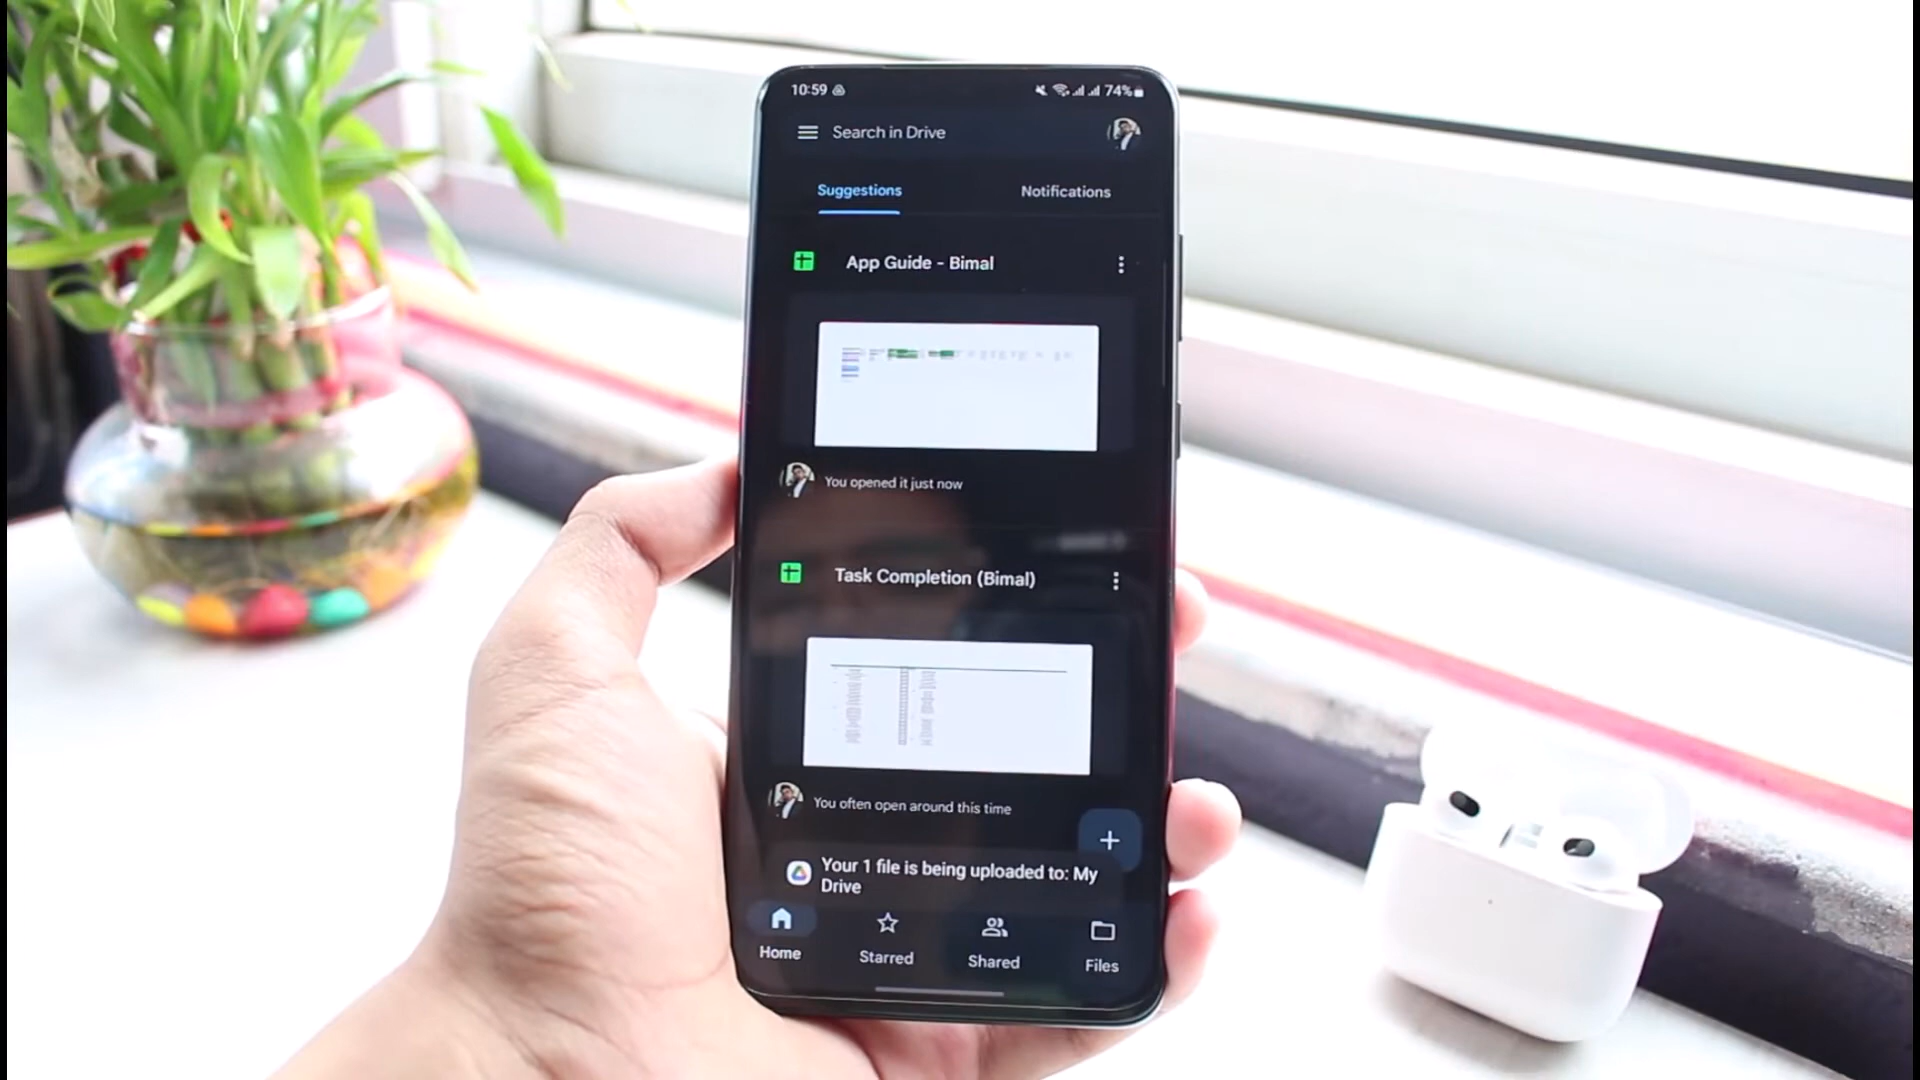 10:59
74%
Search in Drive
Suggestions
Notifications
App Guide - Bimal
You opened it just now
Task Completion (Bimal)
You often open around this time
Your 1 file is being uploaded to: My
Drive
Home
Starred
Shared
Files